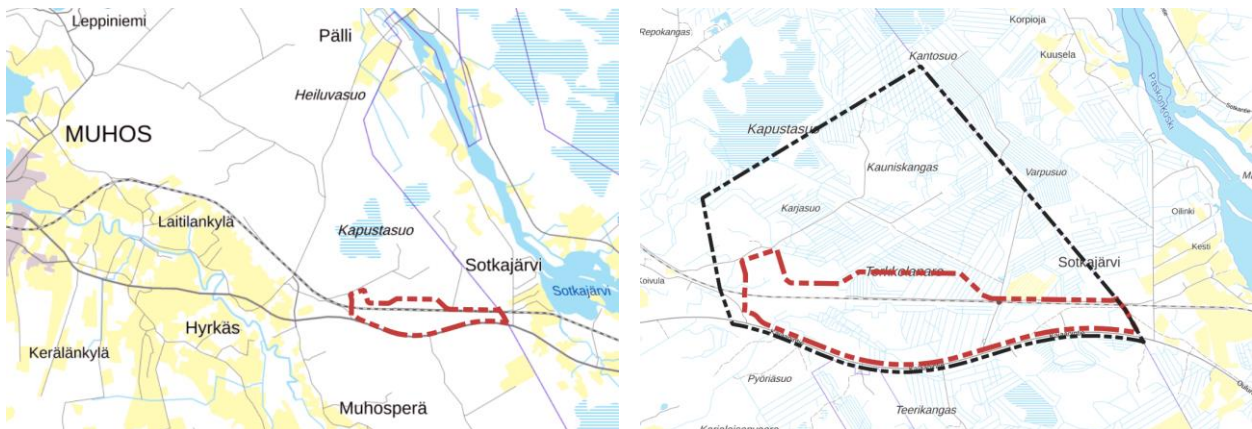 Leppiniemi
Pälli
Heiluvasuo
MUHOS
Laitilankylä
Kapustasuo
Sotkajärvi
Sotkajärvi
Hyrkäs
Kerälänkylä
Muhosperä
Repokangas
Korpioja
Kantosuo
Kuusela
Kapustasuo
Kauniskangas
Varpusuo
Karjasuo
Oilinki
Sotkajärvi
Kesti
Koivula
Pyöriäsuo
Teerikangas